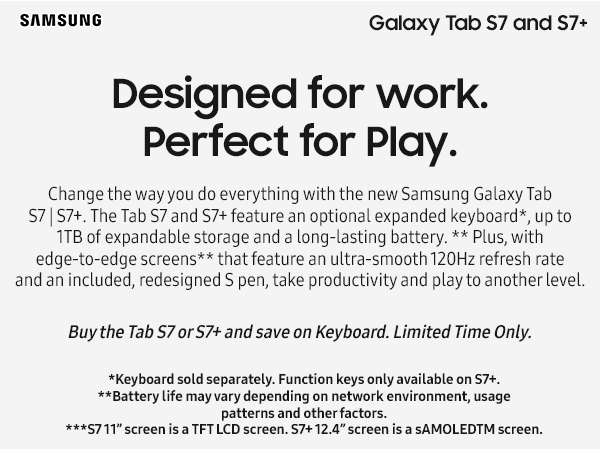 SAMSUNG
Galaxy Tab S7 and S7+
Designed for work.
Perfect for Play.
Change the way you do everything with the new Samsung Galaxy Tab
S7 | S7+. The Tab S7 and S7+ feature an optional expanded keyboard*, up to
1TB of expandable storage and a long-lasting battery. ** Plus, with
edge-to-edge screens** that feature an ultra-smooth 120Hz refresh rate
and an included, redesigned S pen, take productivity and play to another level.
Buy the Tab S7 or S7+ and save on Keyboard. Limited Time Only.
*Keyboard sold separately. Function keys only available on S7+.
**Battery life may vary depending on network environment, usage
patterns and other factors.
***S7 11” screen is a TFT LCD screen. S7+ 12.4” screen is a sAMOLEDTM screen.